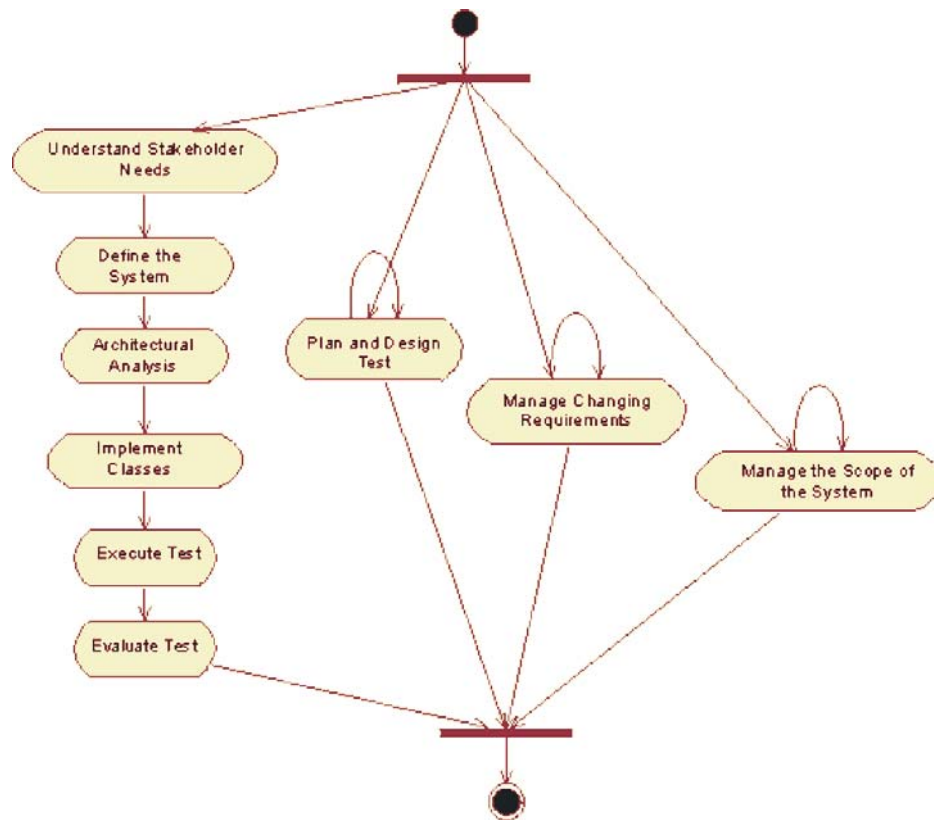 Understand Stakeholder
Needs
Define the
System
Architectural
Analysis
Implement
Classes
Execute Test
Evaluate Test
Plan and Design
Test
Manage Changing
Requirements
Manage the Scope of
the System